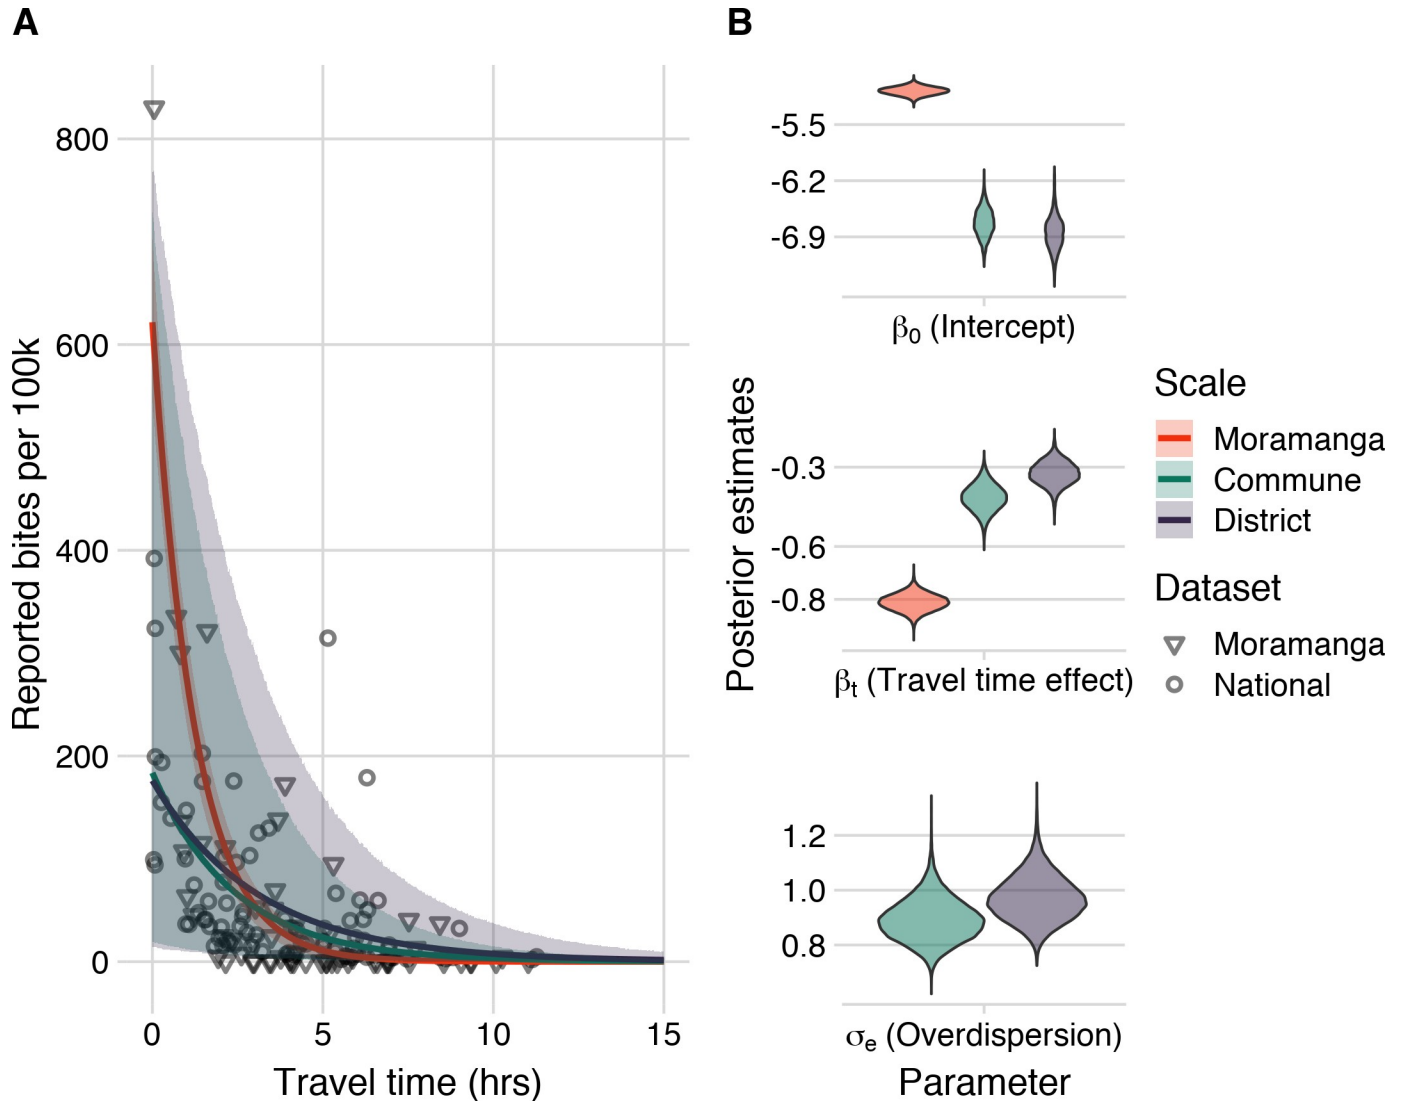 A
Reported bites per 100k
800
600
400
200
0
0 5 10 15
Travel time (hrs)
B
Posterior estimates
-5.5
-6.2
-6.9
β0 (Intercept)
-0.3
-0.6
-0.8
βt (Travel time effect)
1.2
1.0
0.8
σe (Overdispersion)
Parameter
Scale
Moramanga
Commune
District
Dataset
Moramanga
National